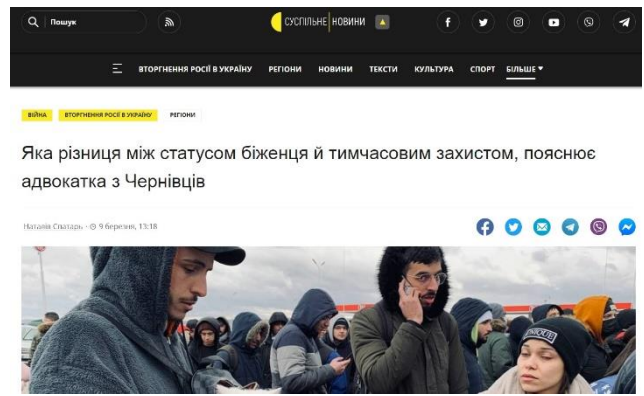 Пошук
СУСПІЛЬНЕ НОВИНИ
ВТОРГНЕННЯ РОСІЇ В УКРАЇНУ РЕГІОНИ НОВИНИ ТЕКСТИ КУЛЬТУРА СПОРТ БІЛЬШЕ
ВІЙНА ВТОРГНЕННЯ РОСІЇ В УКРАЇНУ РЕГІОНИ
Яка різниця між статусом біженця й тимчасовим захистом, пояснює
адвокатка з Чернівців
Наталія Спатарь - 9 березня, 13:18